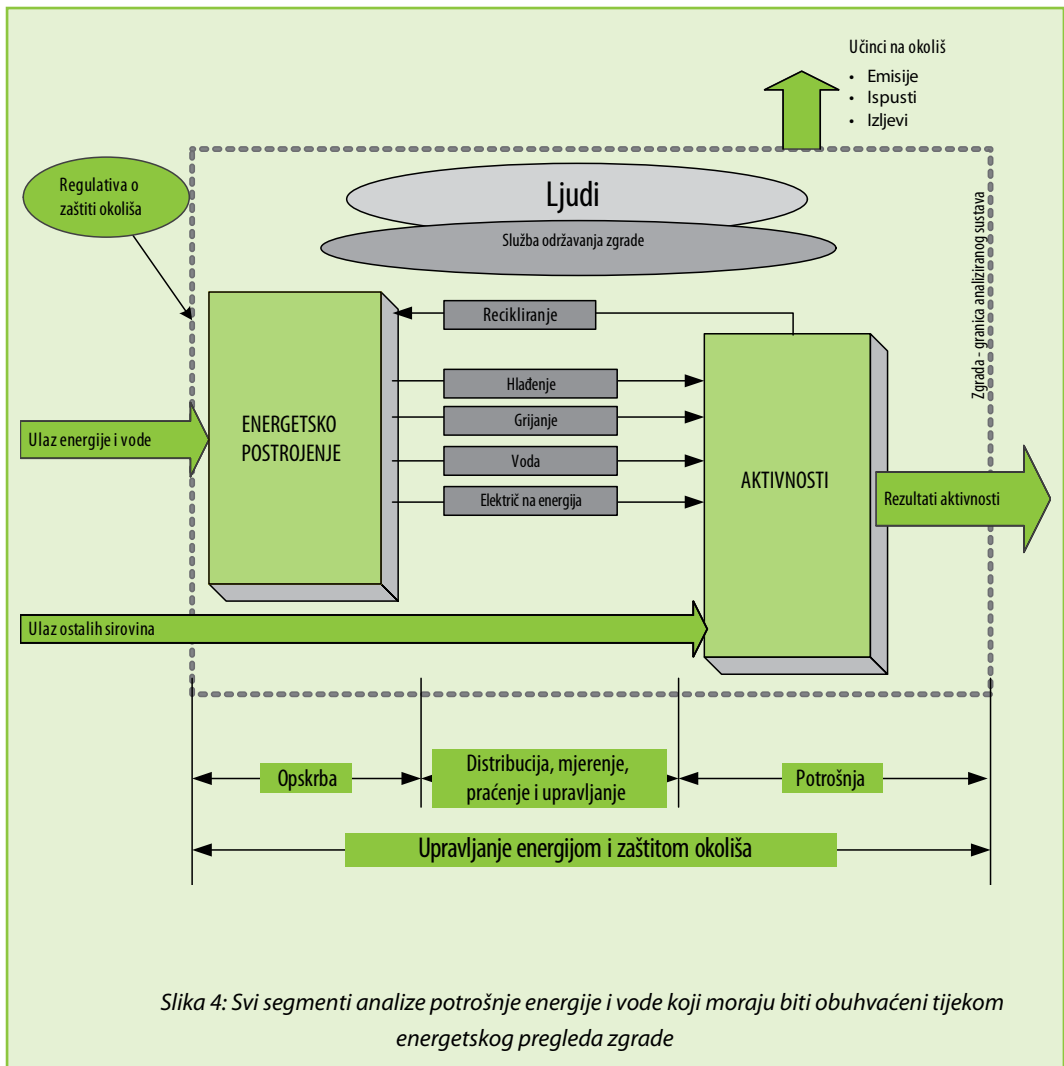 Učinci na okoliš
• Emisije
• Ispusti
• Izljevi
Regulativa o
zaštiti okoliša
Ljudi
Služba održavanja zgrade
Zgrada - granica analiziranog sustava
Recikliranje
Hlađenje
Grijanje
Voda
Električ na energija
ENERGETSKO
POSTROJENJE
Ulaz energije i vode
AKTIVNOSTI
Rezultati aktivnosti
Ulaz ostalih sirovina
Opskrba
Distribucija, mjerenje,
praćenje i upravljanje
Potrošnja
Upravljanje energijom i zaštitom okoliša
Slika 4: Svi segmenti analize potrošnje energije i vode koji moraju biti obuhvaćeni tijekom
energetskog pregleda zgrade